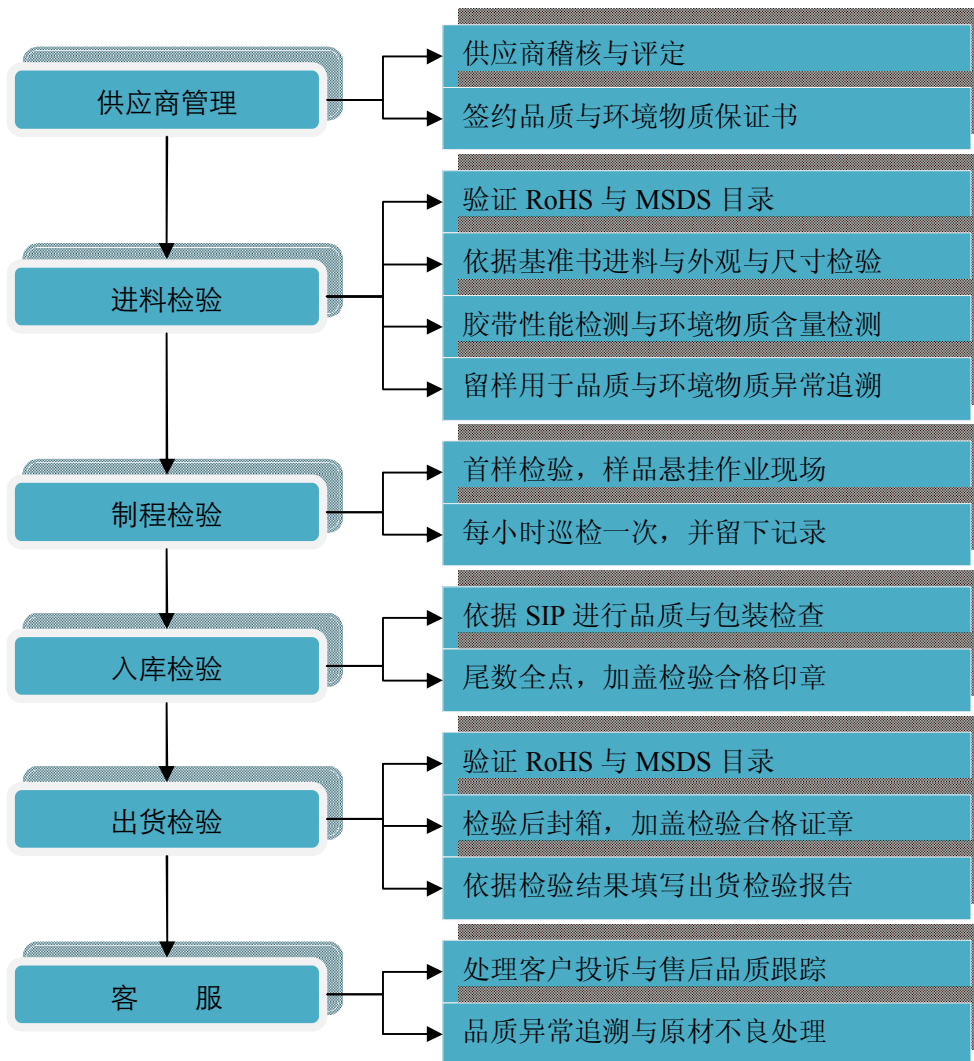 供应商管理
供应商稽核与评定
签约品质与环境物质保证书
进料检验
验证 RoHS 与 MSDS 目录
依据基准书进料与外观与尺寸检验
胶带性能检测与环境物质含量检测
留样用于品质与环境物质异常追溯
制程检验
首样检验，样品悬挂作业现场
每小时巡检一次，并留下记录
入库检验
依据 SIP 进行品质与包装检查
尾数全点，加盖检验合格印章
出货检验
验证 RoHS 与 MSDS 目录
检验后封箱，加盖检验合格证章
依据检验结果填写出货检验报告
客　　服
处理客户投诉与售后品质跟踪
品质异常追溯与原材不良处理